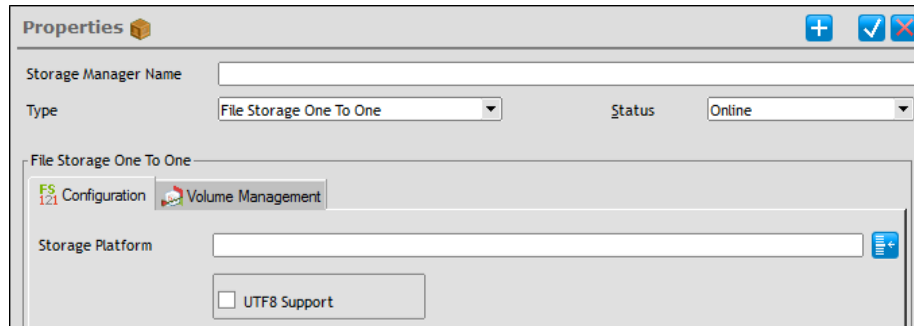 Properties
Storage Manager Name
Type File Storage One To One Status Online
File Storage One To One
FS 121 Configuration Volume Management
Storage Platform
UTF8 Support